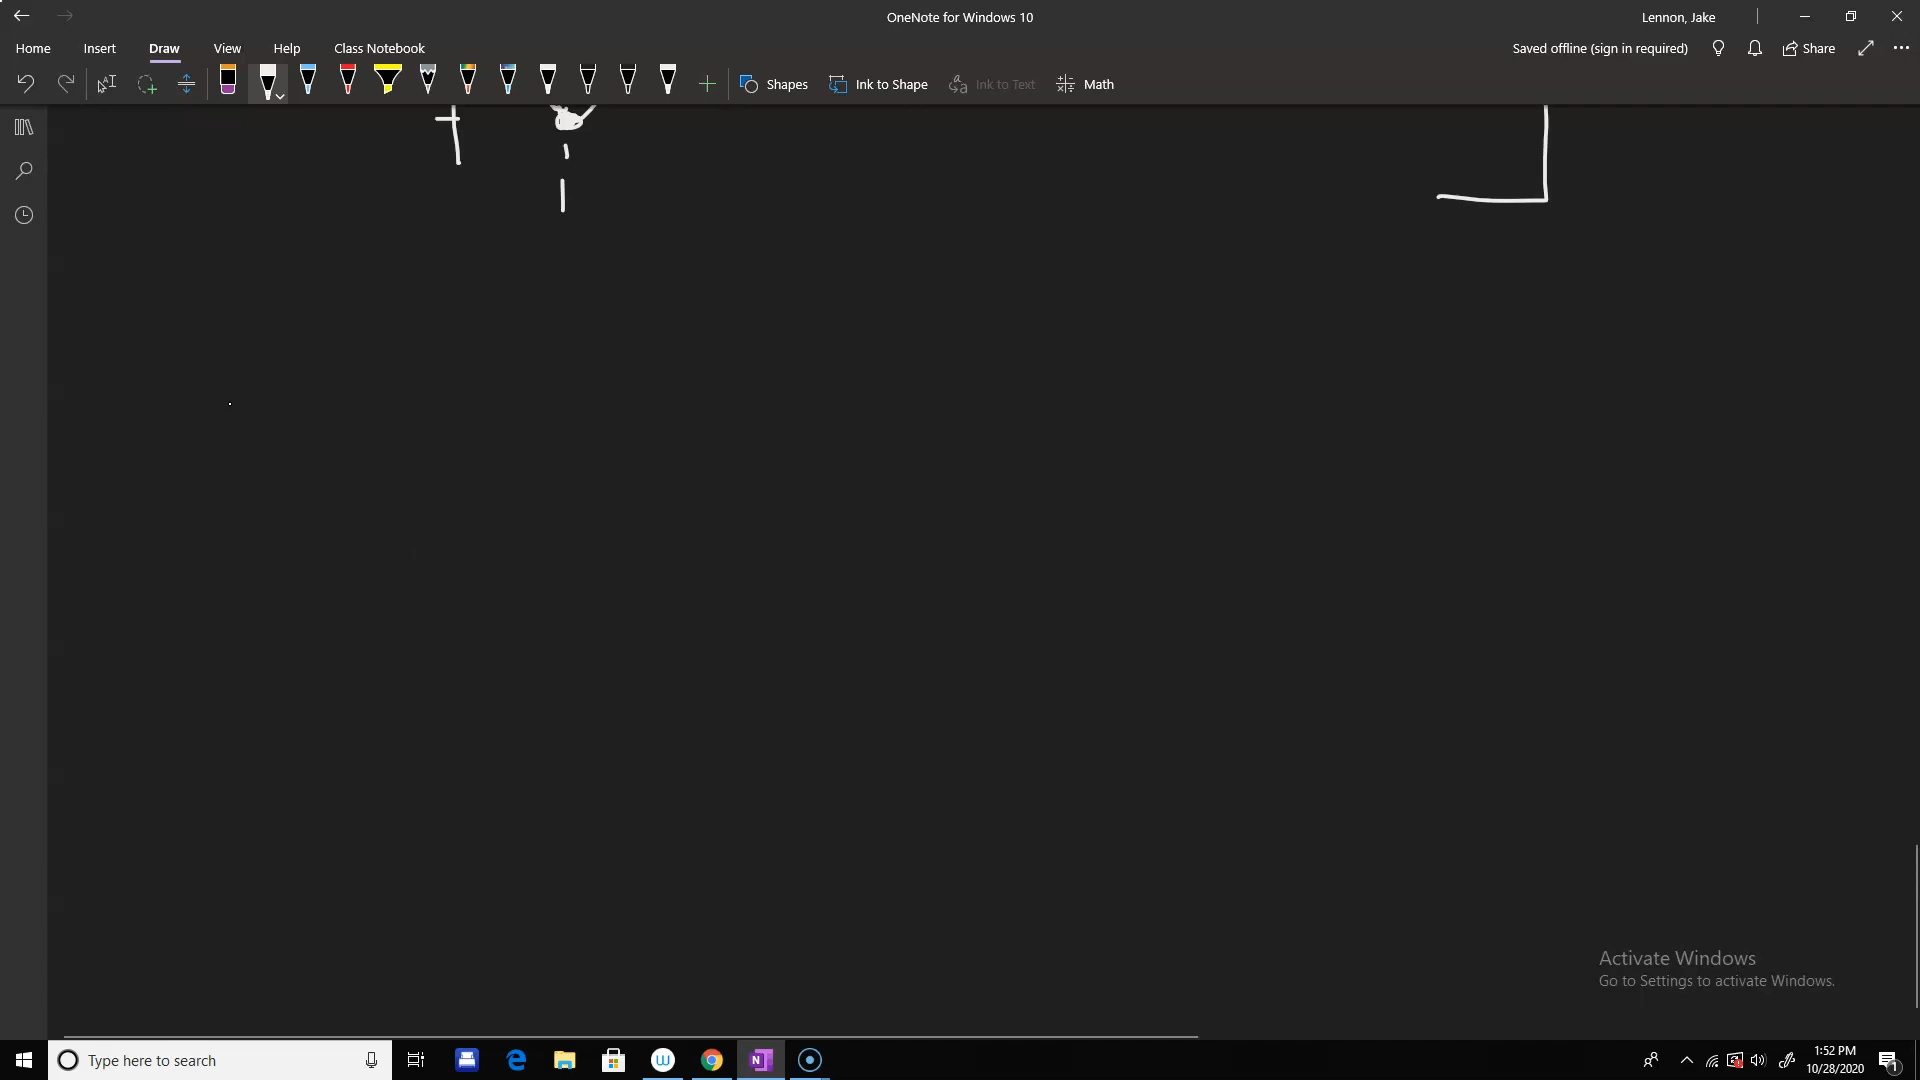 OneNote for Windows 10
Lennon, Jake
Home Insert Draw View Help Class Notebook
Saved offline (sign in required) Share
Shapes Ink to Shape Ink to Text Math
Activate Windows
Go to Settings to activate Windows.
Type here to search
1:52 PM
10/28/2020
1